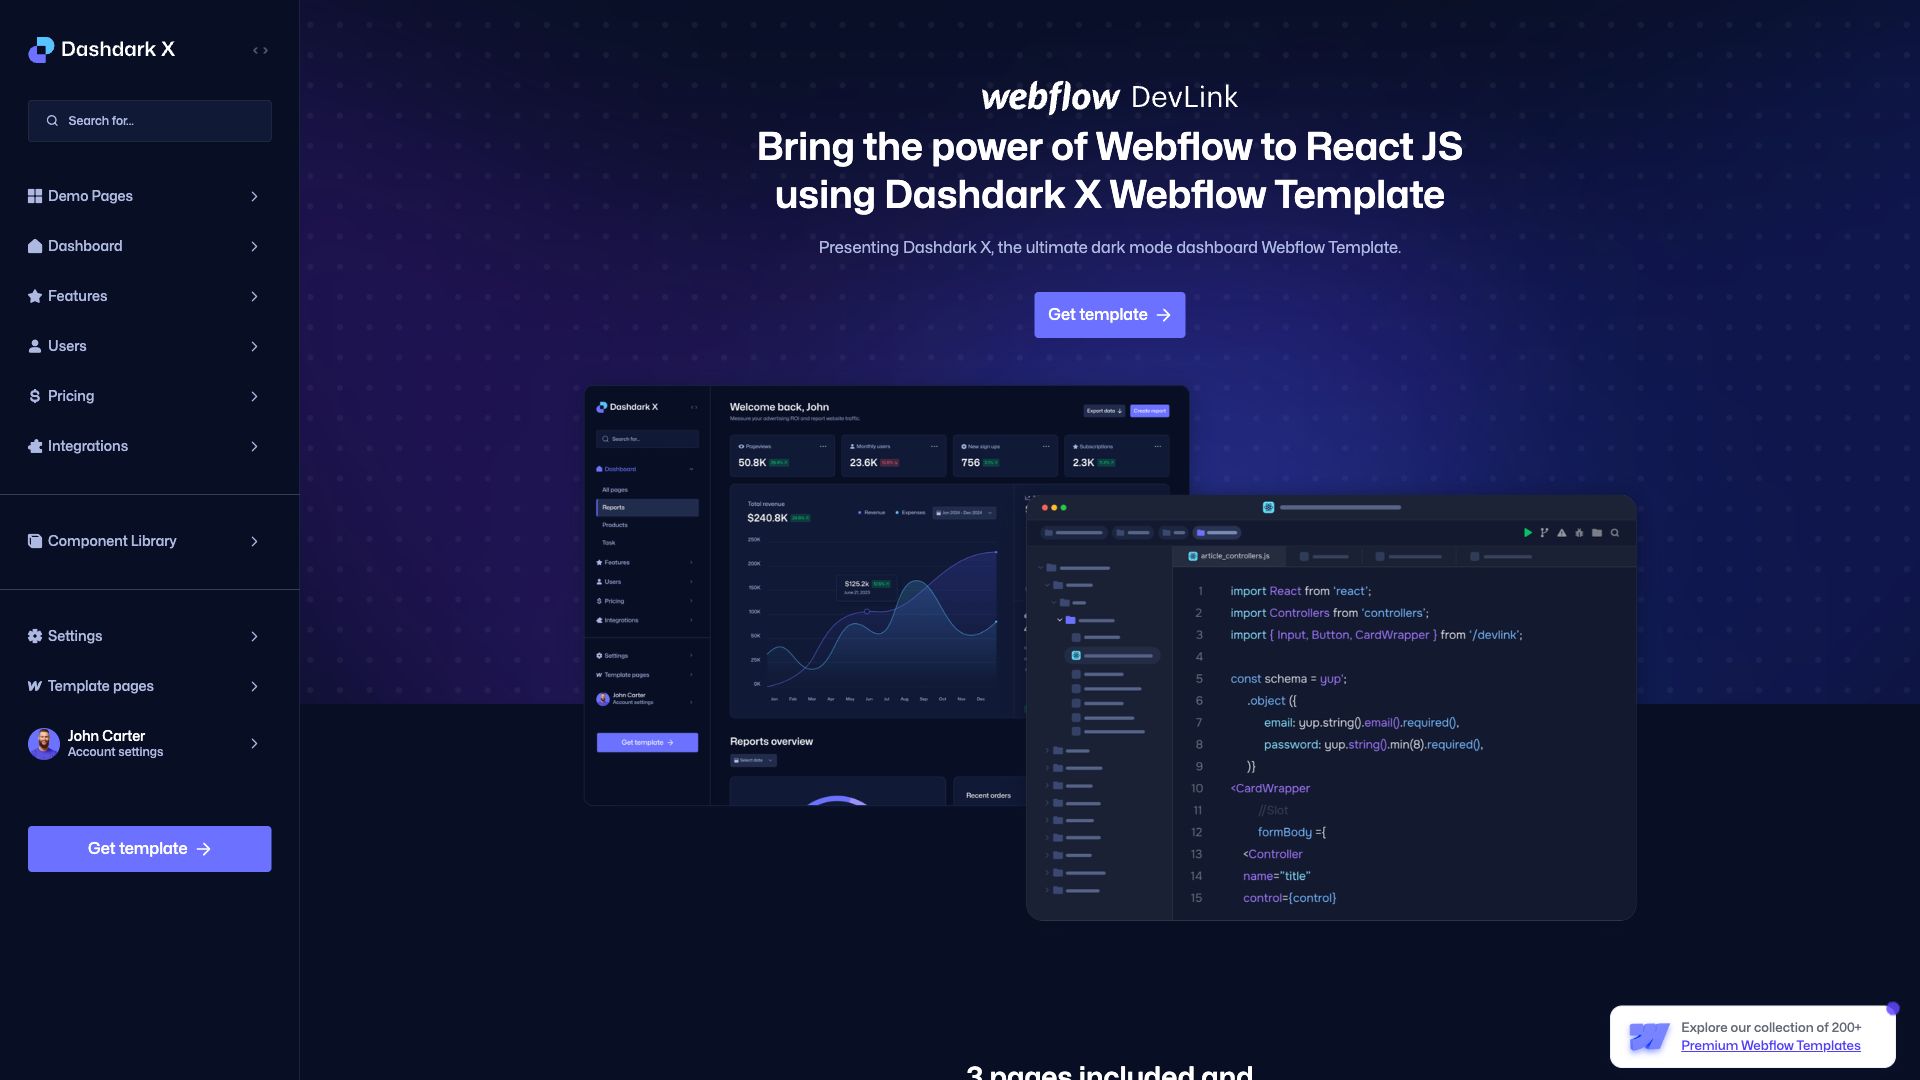 Dashdark X
Search for...
Demo Pages
Dashboard
Features
Users
Pricing
Integrations
Component Library
Settings
Template pages
John Carter
Account settings
Get template
webflow DevLink
Bring the power of Webflow to React JS
using Dashdark X Webflow Template
Presenting Dashdark X, the ultimate dark mode dashboard Webflow Template.
Get template
Dashdark X
Search for...
Dashboard
All pages
Reports
Products
Task
Features
Users
Pricing
Integrations
Settings
Template pages
John Carter
Account settings
Get template
Welcome back, John
Measure your advertising ROI and report website traffic.
Export data
Create report
Pageviews
50.8K
Monthly users
23.6K
New sign ups
756
Subscriptions
2.3K
Total revenue
$240.8K
Revenue
Expenses
Jan 2024 - Dec 2024
250K
200K
150K
100K
50K
25K
0K
$125.2k
June 21, 2023
Jan Feb Mar Apr May Jun Jul Aug Sep Oct Nov Dec
Reports overview
Select date
Recent orders
article_controllers.js
1 import React from 'react';
2 import Controllers from 'controllers';
3 import { Input, Button, CardWrapper } from '/devlink';
4
5 const schema = yup';
6 .object ({
7 email: yup.string().email().required(),
8 password: yup.string().min(8).required(),
9 )}
10 <CardWrapper
11 //Slot
12 formBody ={
13 <Controller
14 name="title"
15 control={control}
3 pages included and
Explore our collection of 200+
Premium Webflow Templates